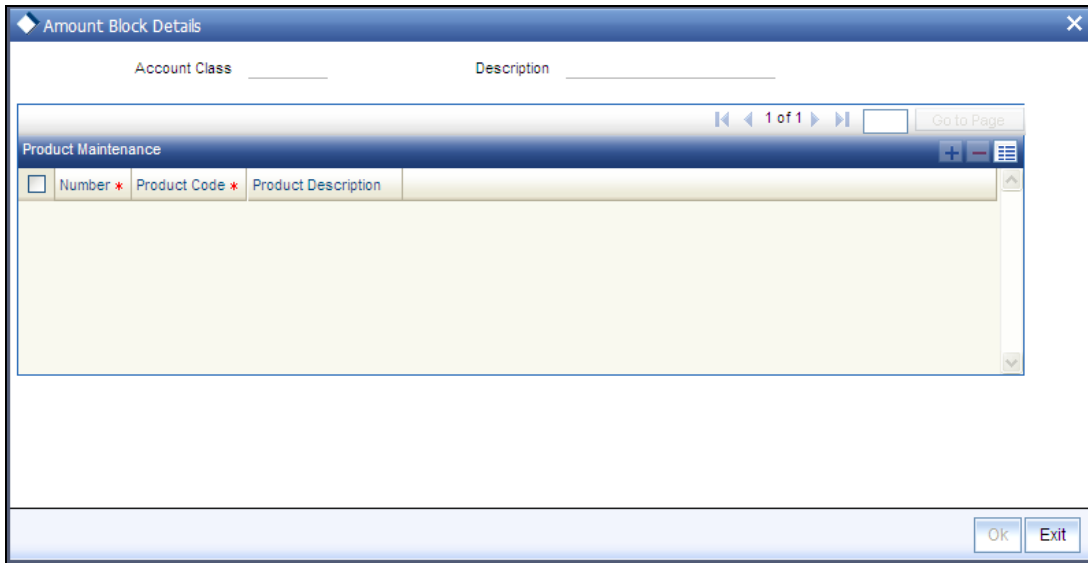 Amount Block Details
Account Class Description
1 of 1 Go to Page
Product Maintenance
Number * Product Code * Product Description
Ok Exit